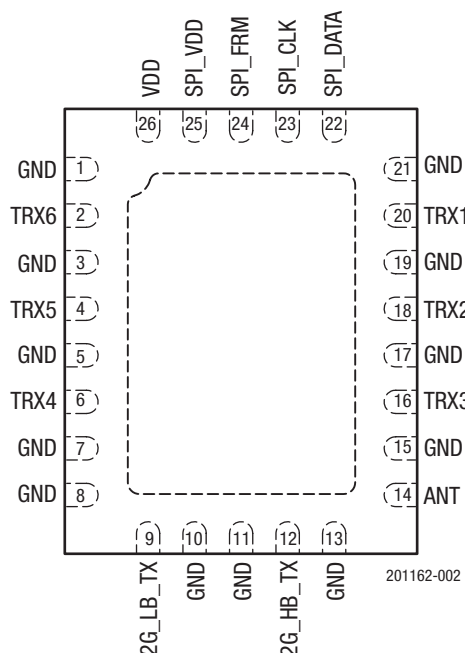 VDD
SPI_VDD
SPI_FRM
SPI_CLK
SPI_DATA
26 25 24 23 22
GND 1
TRX6 2
GND 3
TRX5 4
GND 5
TRX4 6
GND 7
GND 8
21 GND
20 TRX1
19 GND
18 TRX2
17 GND
16 TRX3
15 GND
14 ANT
9 10 11 12 13
2G_LB_TX
GND
GND
2G_HB_TX
GND
201162-002